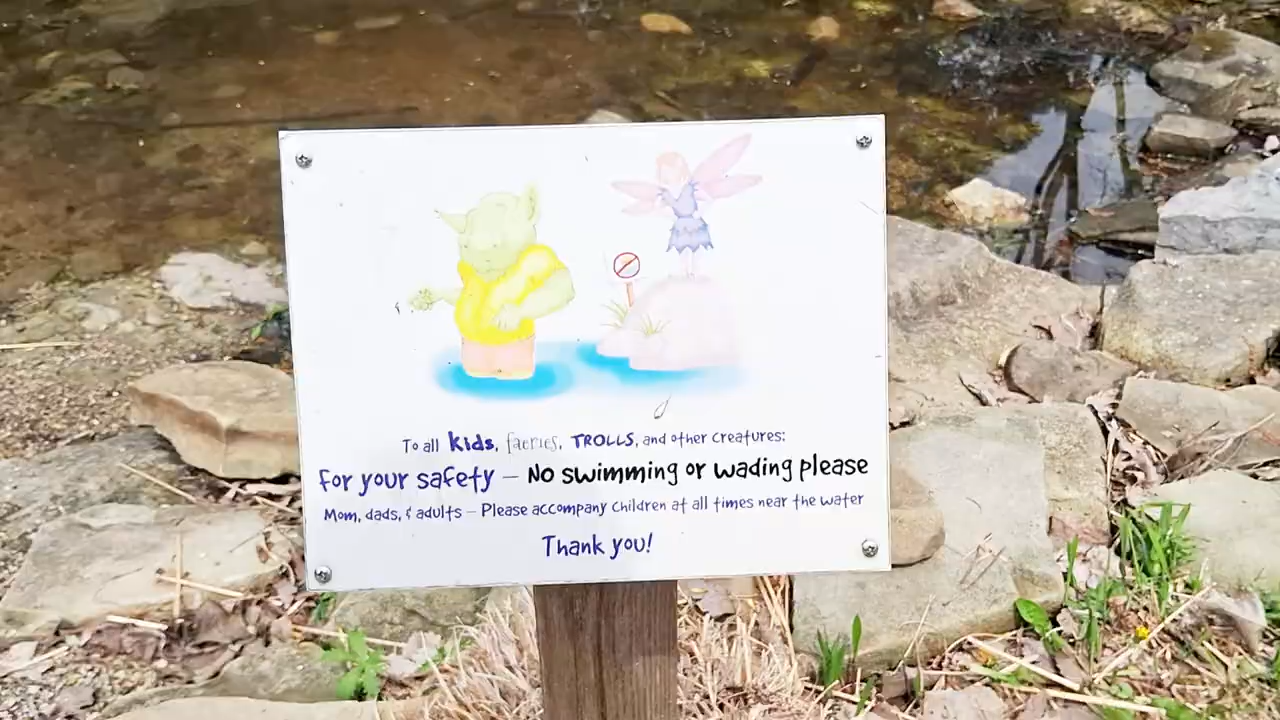 To all kids, faeries, TROLLS, and other creatures:
For your safety – No swimming or wading please
Mom, dads, & adults – Please accompany children at all times near the water
Thank you!